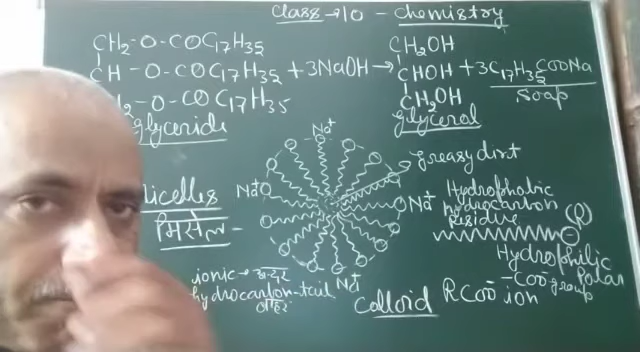 Class → 10 - chemistry
CH₂-O-COC₁₇H₃₅
CH -O-COC₁₇H₃₅ + 3NaOH → CHOH + 3C₁₇H₃₅COONa
O-COC₁₇H₃₅
CH₂OH
CH₂OH
Soap
glyceride
glycerol
Na⁺
greasy dirt
Na⁺
Na⁺
Na⁺
मिसेल -
Hydrophobic
hydrocarbon
Residue
(R)
Hydrophilic
Polar
-COO⁻ group
ionic →
hydrocarbon-tail
Colloid
RCOO⁻ ion